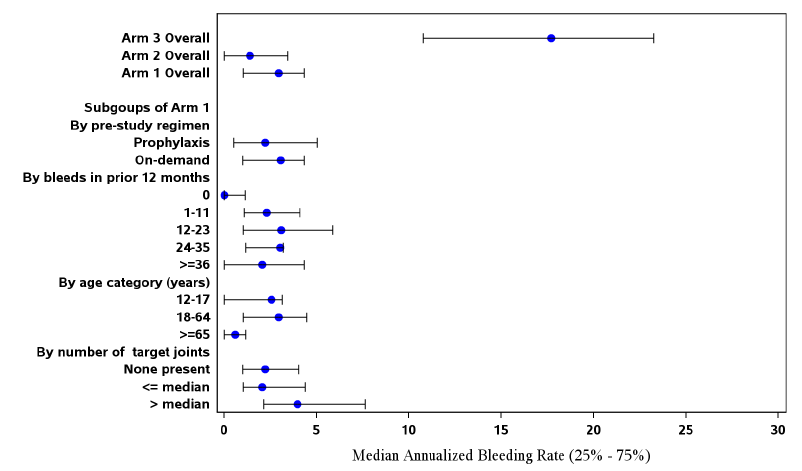 Arm 3 Overall
Arm 2 Overall
Arm 1 Overall
Subgroups of Arm 1
By pre-study regimen
Prophylaxis
On-demand
By bleeds in prior 12 months
0
1-11
12-23
24-35
>=36
By age category (years)
12-17
18-64
>=65
By number of target joints
None present
<= median
> median
0 5 10 15 20 25 30
Median Annualized Bleeding Rate (25% - 75%)